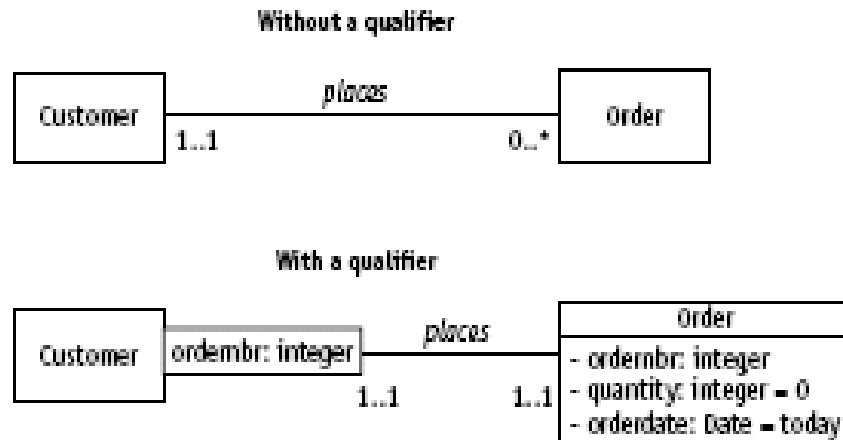 Without a qualifier
Customer
places
Order
1..1
0..*
With a qualifier
Customer
ordernbr: integer
places
Order
1..1
1..1
- ordernbr: integer
- quantity: integer = 0
- orderdate: Date = today